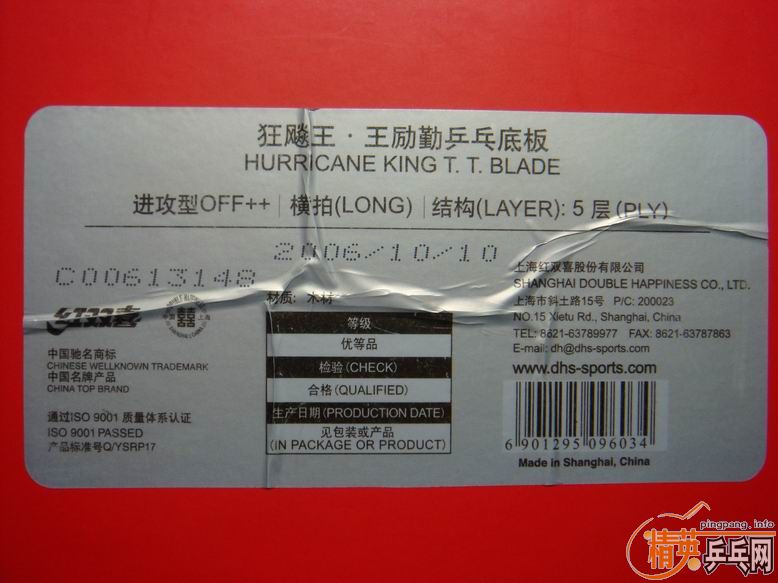 狂飚王·王励勤乒乓底板
HURRICANE KING T. T. BLADE
进攻型OFF++ 横拍(LONG) 结构(LAYER): 5 层(PLY)
2006/10/10
C00613148
红双喜
材质: 木材
中国驰名商标
CHINESE WELLKNOWN TRADEMARK
中国名牌产品
CHINA TOP BRAND
通过ISO 9001 质量体系认证
ISO 9001 PASSED
产品标准号Q/YSRP17
等级
优等品
检验(CHECK)
合格(QUALIFIED)
生产日期(PRODUCTION DATE)
见包装或产品
(IN PACKAGE OR PRODUCT)
上海红双喜股份有限公司
SHANGHAI DOUBLE HAPPINESS CO., LTD.
上海市斜土路15号 P/C: 200023
NO.15 Xietu Rd., Shanghai, China
TEL: 8621-63789977 FAX: 8621-63787863
E-mail: dh@dhs-sports.com
www.dhs-sports.com
6 901295 096034
Made in Shanghai, China
pingpang.info
精英乒乓网